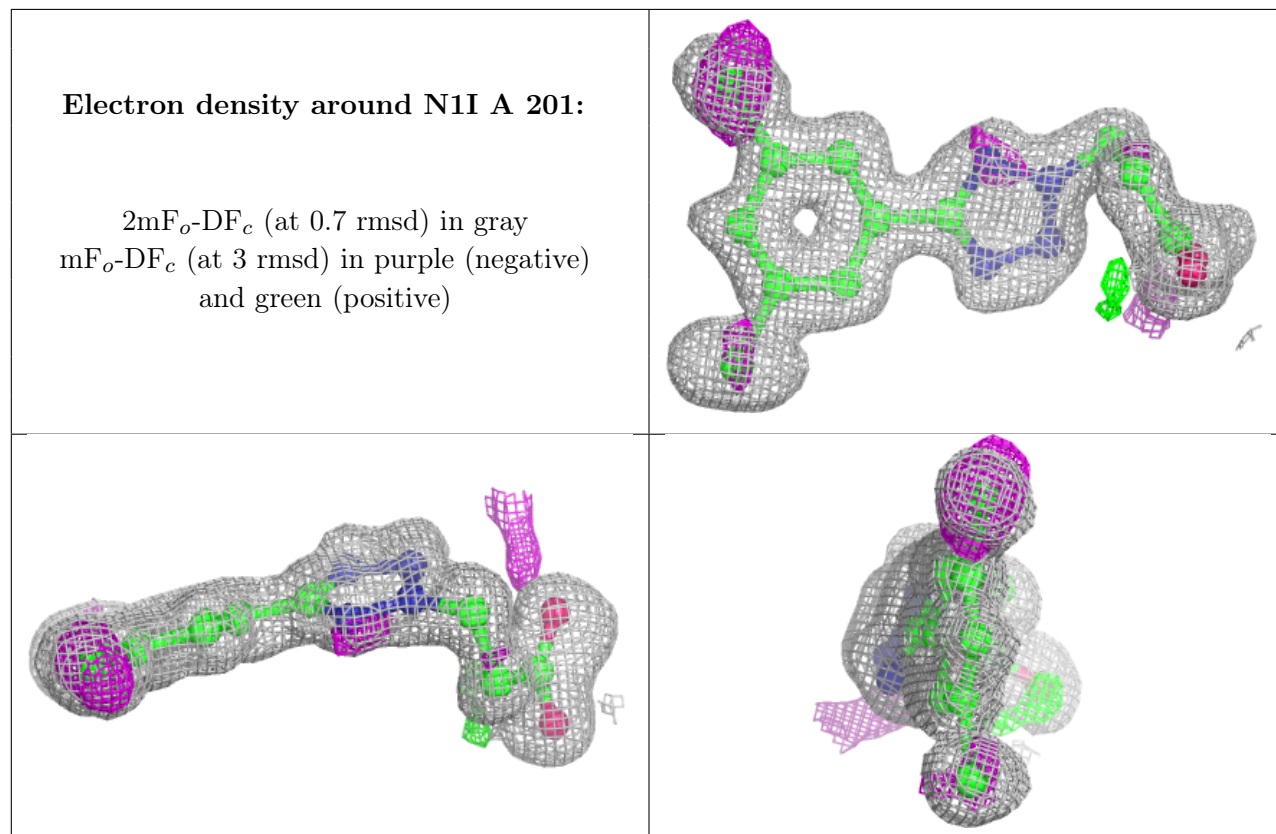 Electron density around N1I A 201:
2mFo-DFc (at 0.7 rmsd) in gray
mFo-DFc (at 3 rmsd) in purple (negative)
and green (positive)